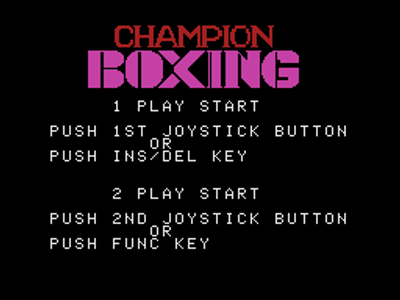 CHAMPION
BOXING
1 PLAY START
PUSH 1ST JOYSTICK BUTTON
OR
PUSH INS/DEL KEY
2 PLAY START
PUSH 2ND JOYSTICK BUTTON
OR
PUSH FUNC KEY